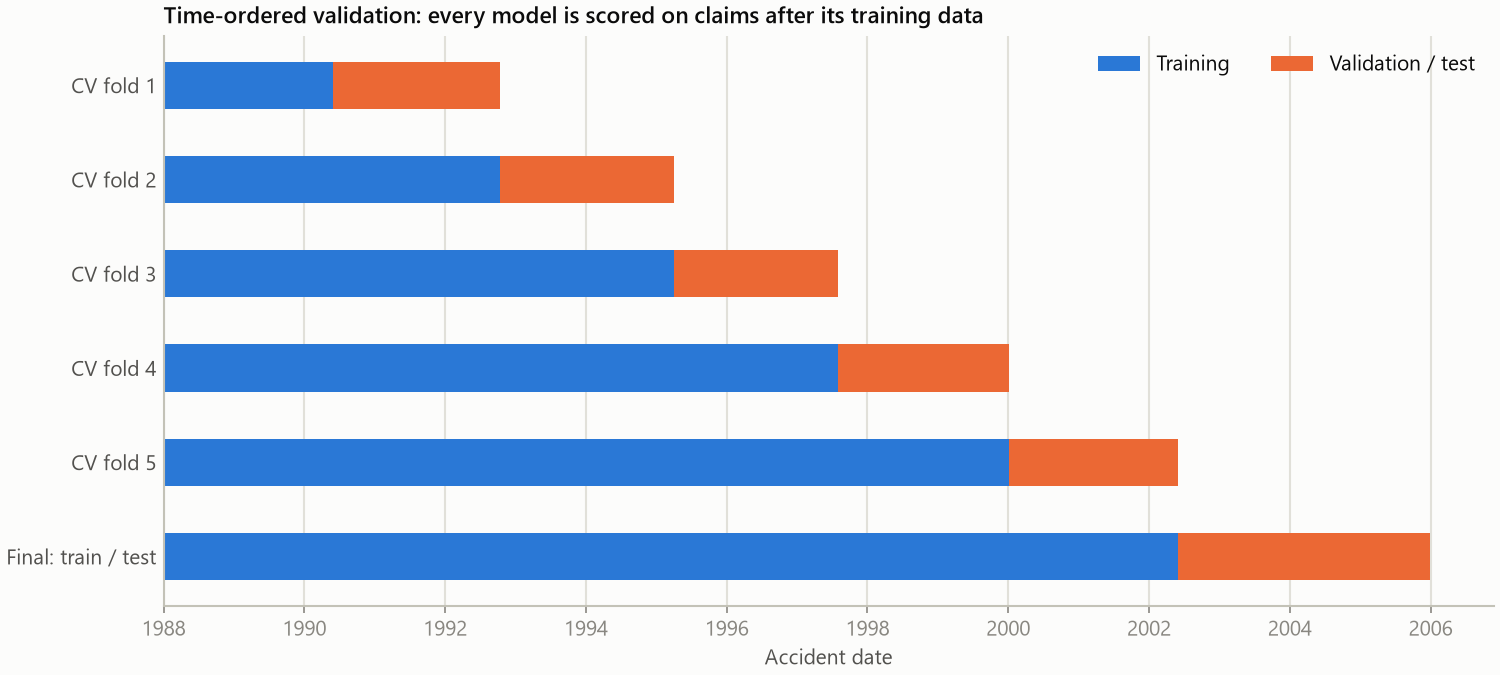 Time-ordered validation: every model is scored on claims after its training data
Training
Validation / test
CV fold 1
CV fold 2
CV fold 3
CV fold 4
CV fold 5
Final: train / test
1988 1990 1992 1994 1996 1998 2000 2002 2004 2006
Accident date